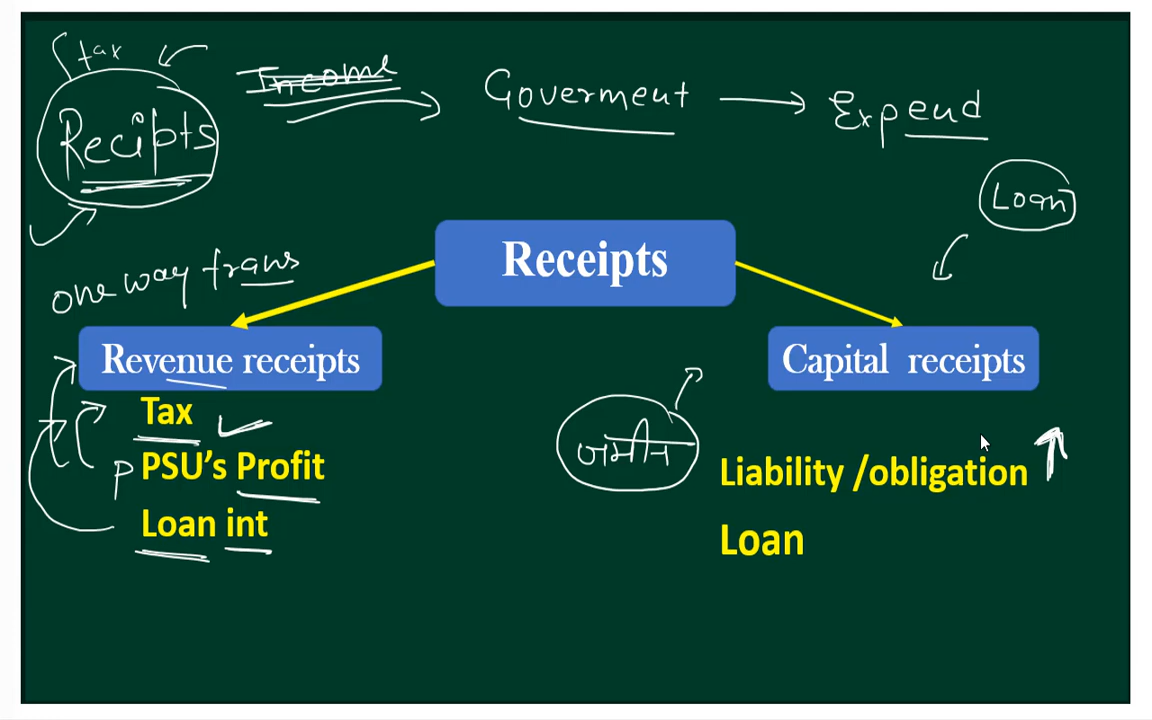 tax
Recipts
Income
Goverment
Expend
Loan
one way trans
Receipts
Revenue receipts
Capital receipts
Tax
P PSU's Profit
Loan int
जमीन
Liability /obligation
Loan